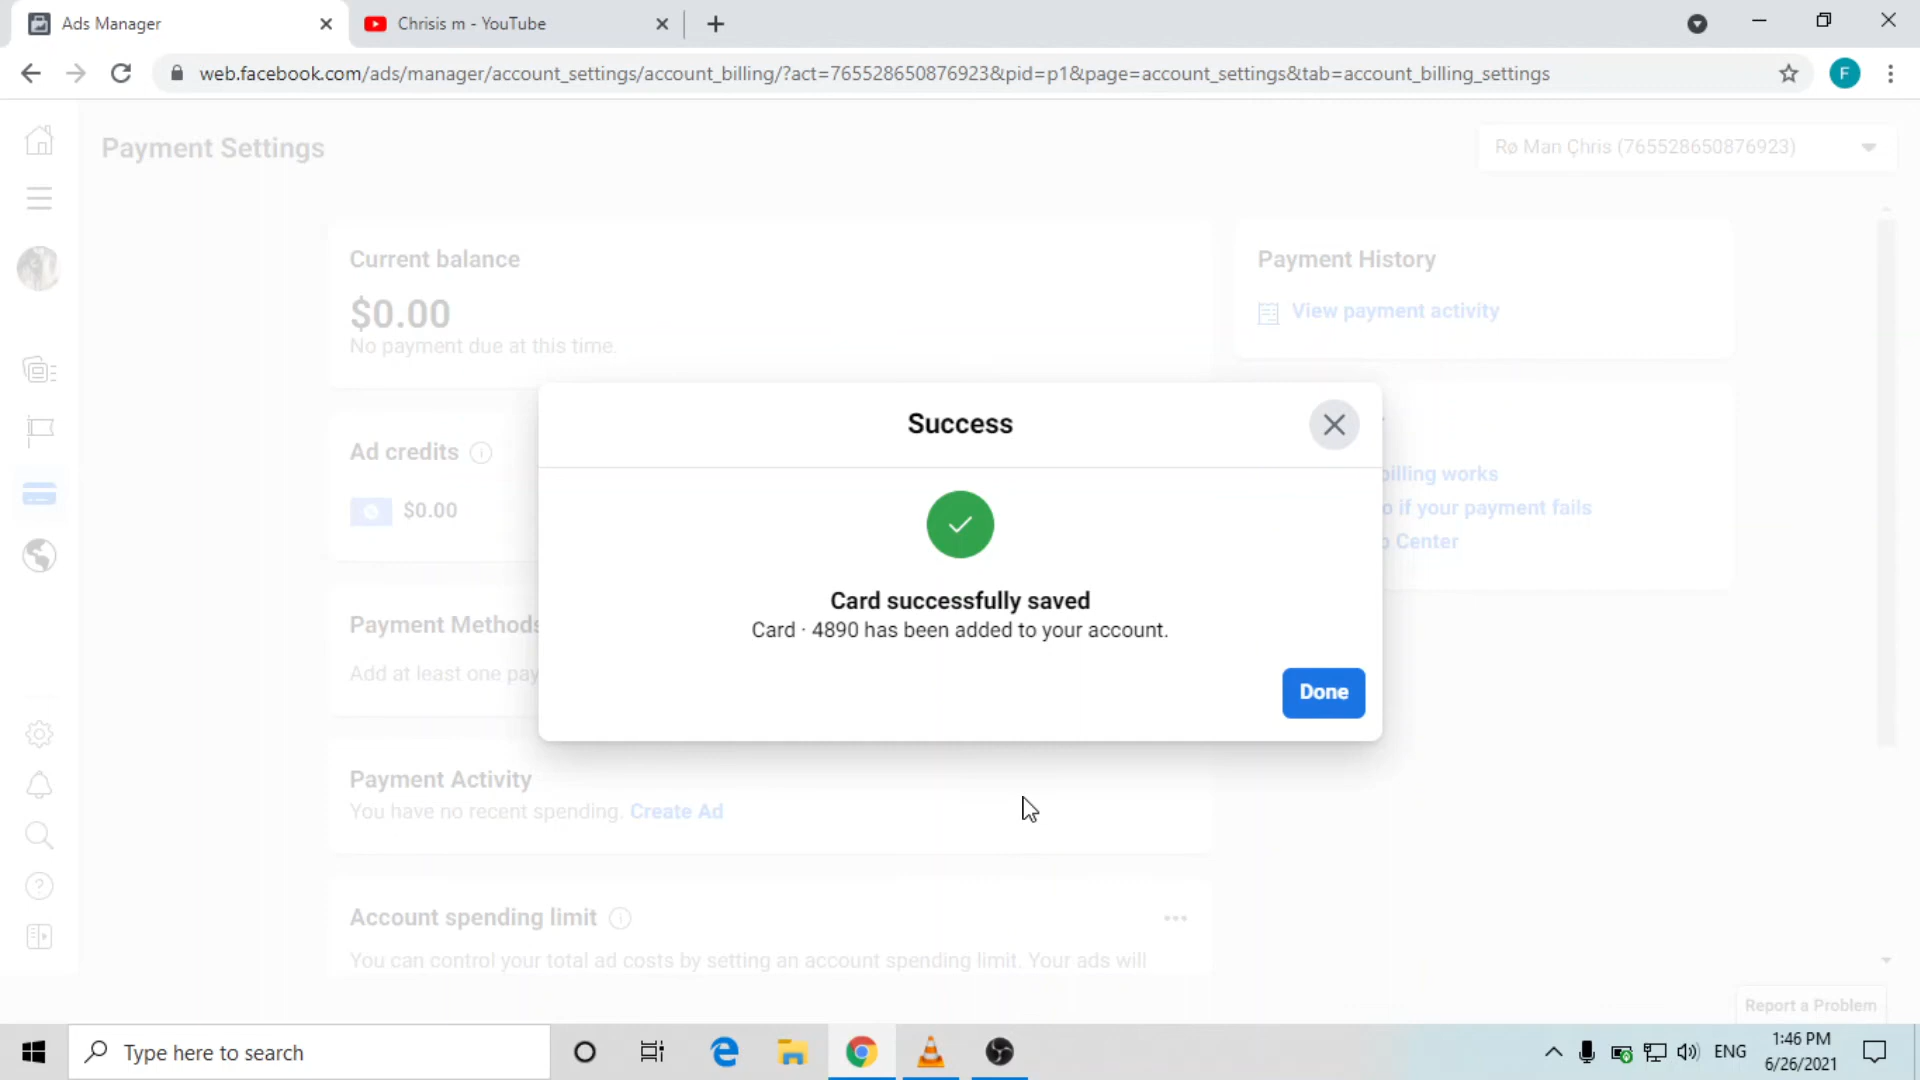 Ads Manager
Chrisis m - YouTube
web.facebook.com/ads/manager/account_settings/account_billing/?act=765528650876923&pid=p1&page=account_settings&tab=account_billing_settings
F
Payment Settings
Rø Man Çhris (765528650876923)
Current balance
$0.00
No payment due at this time.
Payment History
View payment activity
Success
Ad credits
$0.00
billing works
o if your payment fails
p Center
Card successfully saved
Card · 4890 has been added to your account.
Payment Methods
Add at least one pay
Done
Payment Activity
You have no recent spending. Create Ad
Account spending limit
You can control your total ad costs by setting an account spending limit. Your ads will
Report a Problem
Type here to search
ENG
1:46 PM
6/26/2021